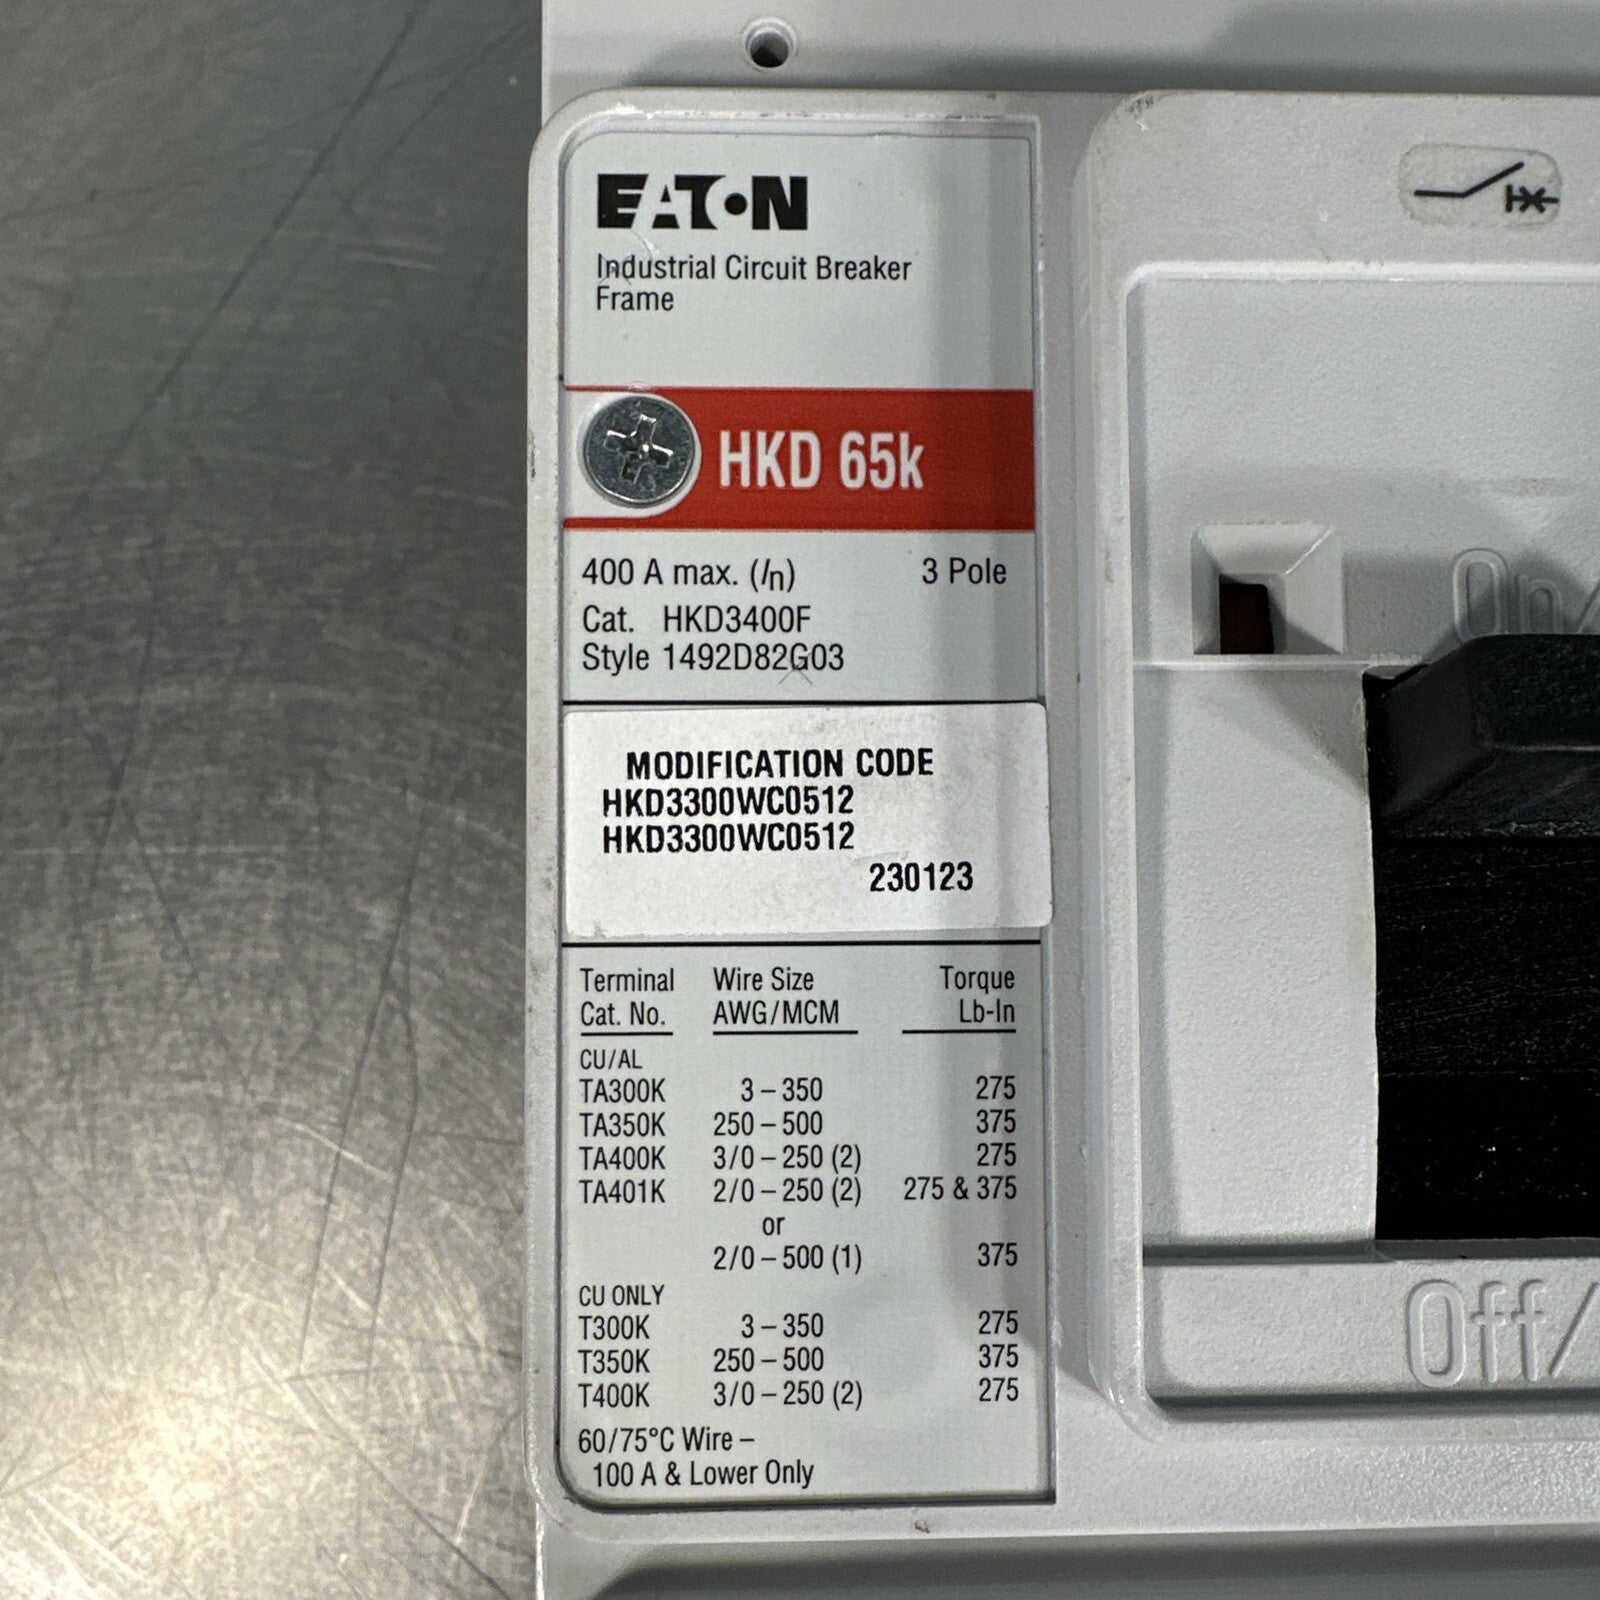 EATON
Industrial Circuit Breaker
Frame
HKD 65k
400 A max. (In) 3 Pole
Cat. HKD3400F
Style 1492D82G03
MODIFICATION CODE
HKD3300WC0512
HKD3300WC0512
230123
Terminal Wire Size Torque
Cat. No. AWG/MCM Lb-In
CU/AL
TA300K 3 – 350 275
TA350K 250 – 500 375
TA400K 3/0 – 250 (2) 275
TA401K 2/0 – 250 (2) 275 & 375
or
2/0 – 500 (1) 375
CU ONLY
T300K 3 – 350 275
T350K 250 – 500 375
T400K 3/0 – 250 (2) 275
60/75°C Wire –
100 A & Lower Only
On/
Off/